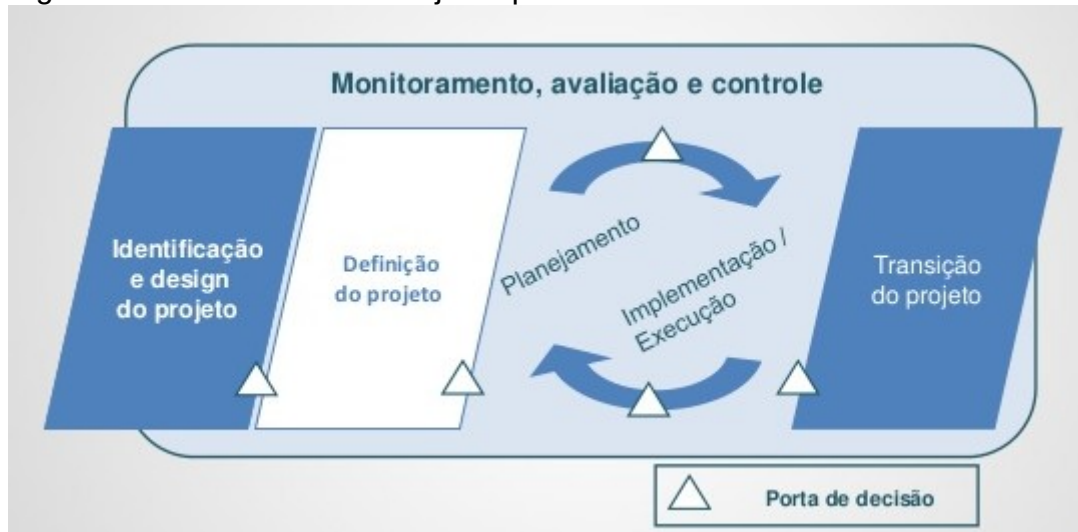 Monitoramento, avaliação e controle
Identificação
e design
do projeto
Definição
do projeto
Planejamento
Implementação /
Execução
Transição
do projeto
Porta de decisão